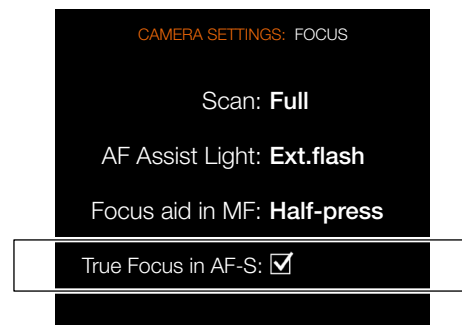 CAMERA SETTINGS: FOCUS
Scan: Full
AF Assist Light: Ext.flash
Focus aid in MF: Half-press
True Focus in AF-S: ☑